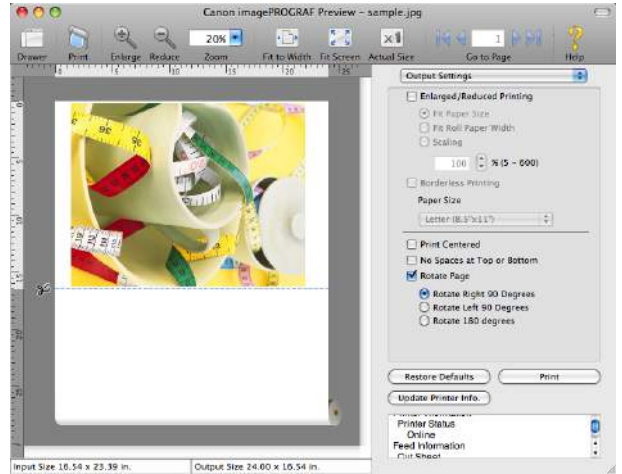 Canon imagePROGRAF Preview - sample.jpg
Drawer Print Enlarge Reduce 20% Zoom Fit to Width Fit Screen x1 Actual Size 1 Go to Page Help
Output Settings
Enlarged/Reduced Printing
Fit Paper Size
Fit Roll Paper Width
Scaling
100 % (5 - 600)
Borderless Printing
Paper Size
Letter (8.5"x11")
Print Centered
No Spaces at Top or Bottom
Rotate Page
Rotate Right 90 Degrees
Rotate Left 90 Degrees
Rotate 180 degrees
Restore Defaults Print
Update Printer Info.
Printer Status
Online
Feed Information
Cut Sheet
Input Size 16.54 x 23.39 in. Output Size 24.00 x 16.54 in.